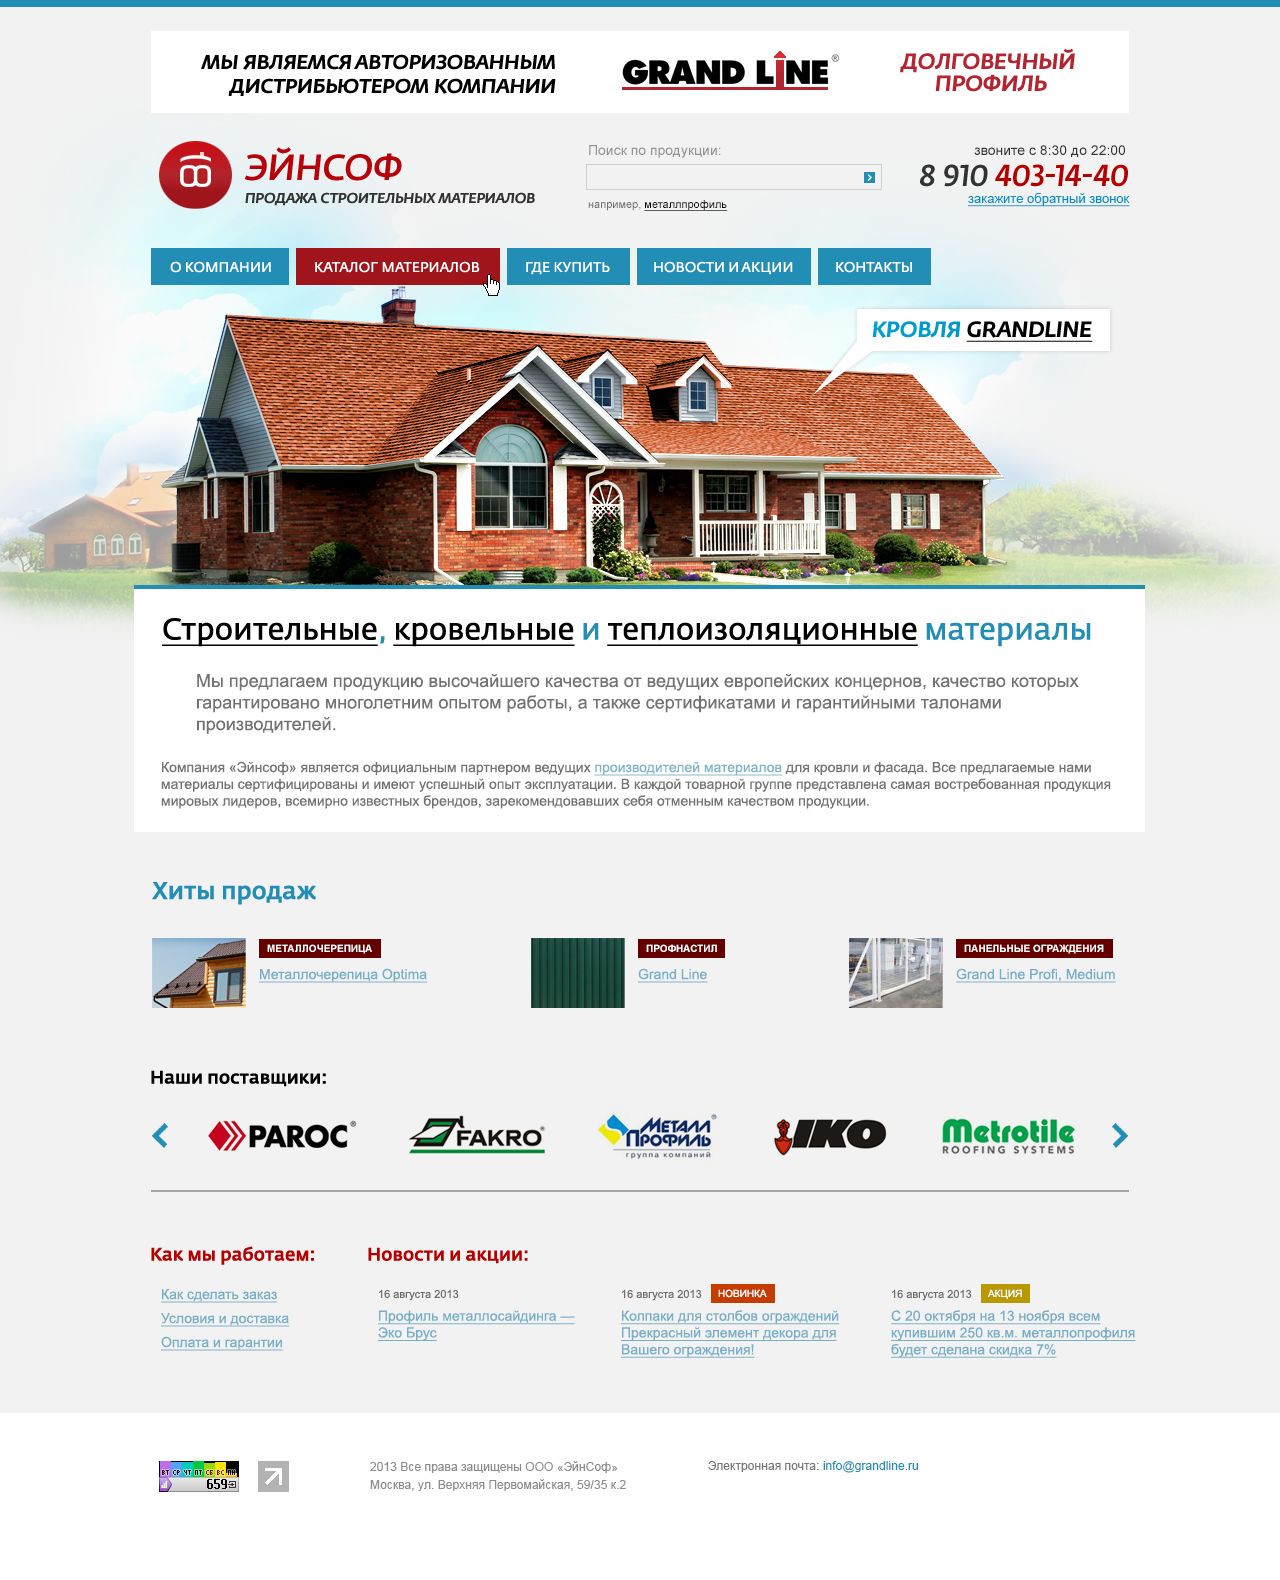 МЫ ЯВЛЯЕМСЯ АВТОРИЗОВАННЫМ
ДИСТРИБЬЮТЕРОМ КОМПАНИИ
GRAND LINE®
ДОЛГОВЕЧНЫЙ
ПРОФИЛЬ
ЭЙНСОФ
ПРОДАЖА СТРОИТЕЛЬНЫХ МАТЕРИАЛОВ
Поиск по продукции:
например, металлпрофиль
звоните с 8:30 до 22:00
8 910 403-14-40
закажите обратный звонок
О КОМПАНИИ
КАТАЛОГ МАТЕРИАЛОВ
ГДЕ КУПИТЬ
НОВОСТИ И АКЦИИ
КОНТАКТЫ
КРОВЛЯ GRANDLINE
Строительные, кровельные и теплоизоляционные материалы
Мы предлагаем продукцию высочайшего качества от ведущих европейских концернов, качество которых
гарантировано многолетним опытом работы, а также сертификатами и гарантийными талонами
производителей.
Компания «Эйнсоф» является официальным партнером ведущих производителей материалов для кровли и фасада. Все предлагаемые нами
материалы сертифицированы и имеют успешный опыт эксплуатации. В каждой товарной группе представлена самая востребованная продукция
мировых лидеров, всемирно известных брендов, зарекомендовавших себя отменным качеством продукции.
Хиты продаж
МЕТАЛЛОЧЕРЕПИЦА
Металлочерепица Optima
ПРОФНАСТИЛ
Grand Line
ПАНЕЛЬНЫЕ ОГРАЖДЕНИЯ
Grand Line Profi, Medium
Наши поставщики:
PAROC®
FAKRO®
МЕТАЛЛ ПРОФИЛЬ®
группа компаний
IKO
Metrotile
ROOFING SYSTEMS
Как мы работаем:
Как сделать заказ
Условия и доставка
Оплата и гарантии
Новости и акции:
16 августа 2013
Профиль металлосайдинга —
Эко Брус
16 августа 2013 НОВИНКА
Колпаки для столбов ограждений
Прекрасный элемент декора для
Вашего ограждения!
16 августа 2013 АКЦИЯ
С 20 октября на 13 ноября всем
купившим 250 кв.м. металлопрофиля
будет сделана скидка 7%
ВТ СР ЧТ ПТ СБ ВС ПН
659
2013 Все права защищены ООО «ЭйнСоф»
Москва, ул. Верхняя Первомайская, 59/35 к.2
Электронная почта: info@grandline.ru